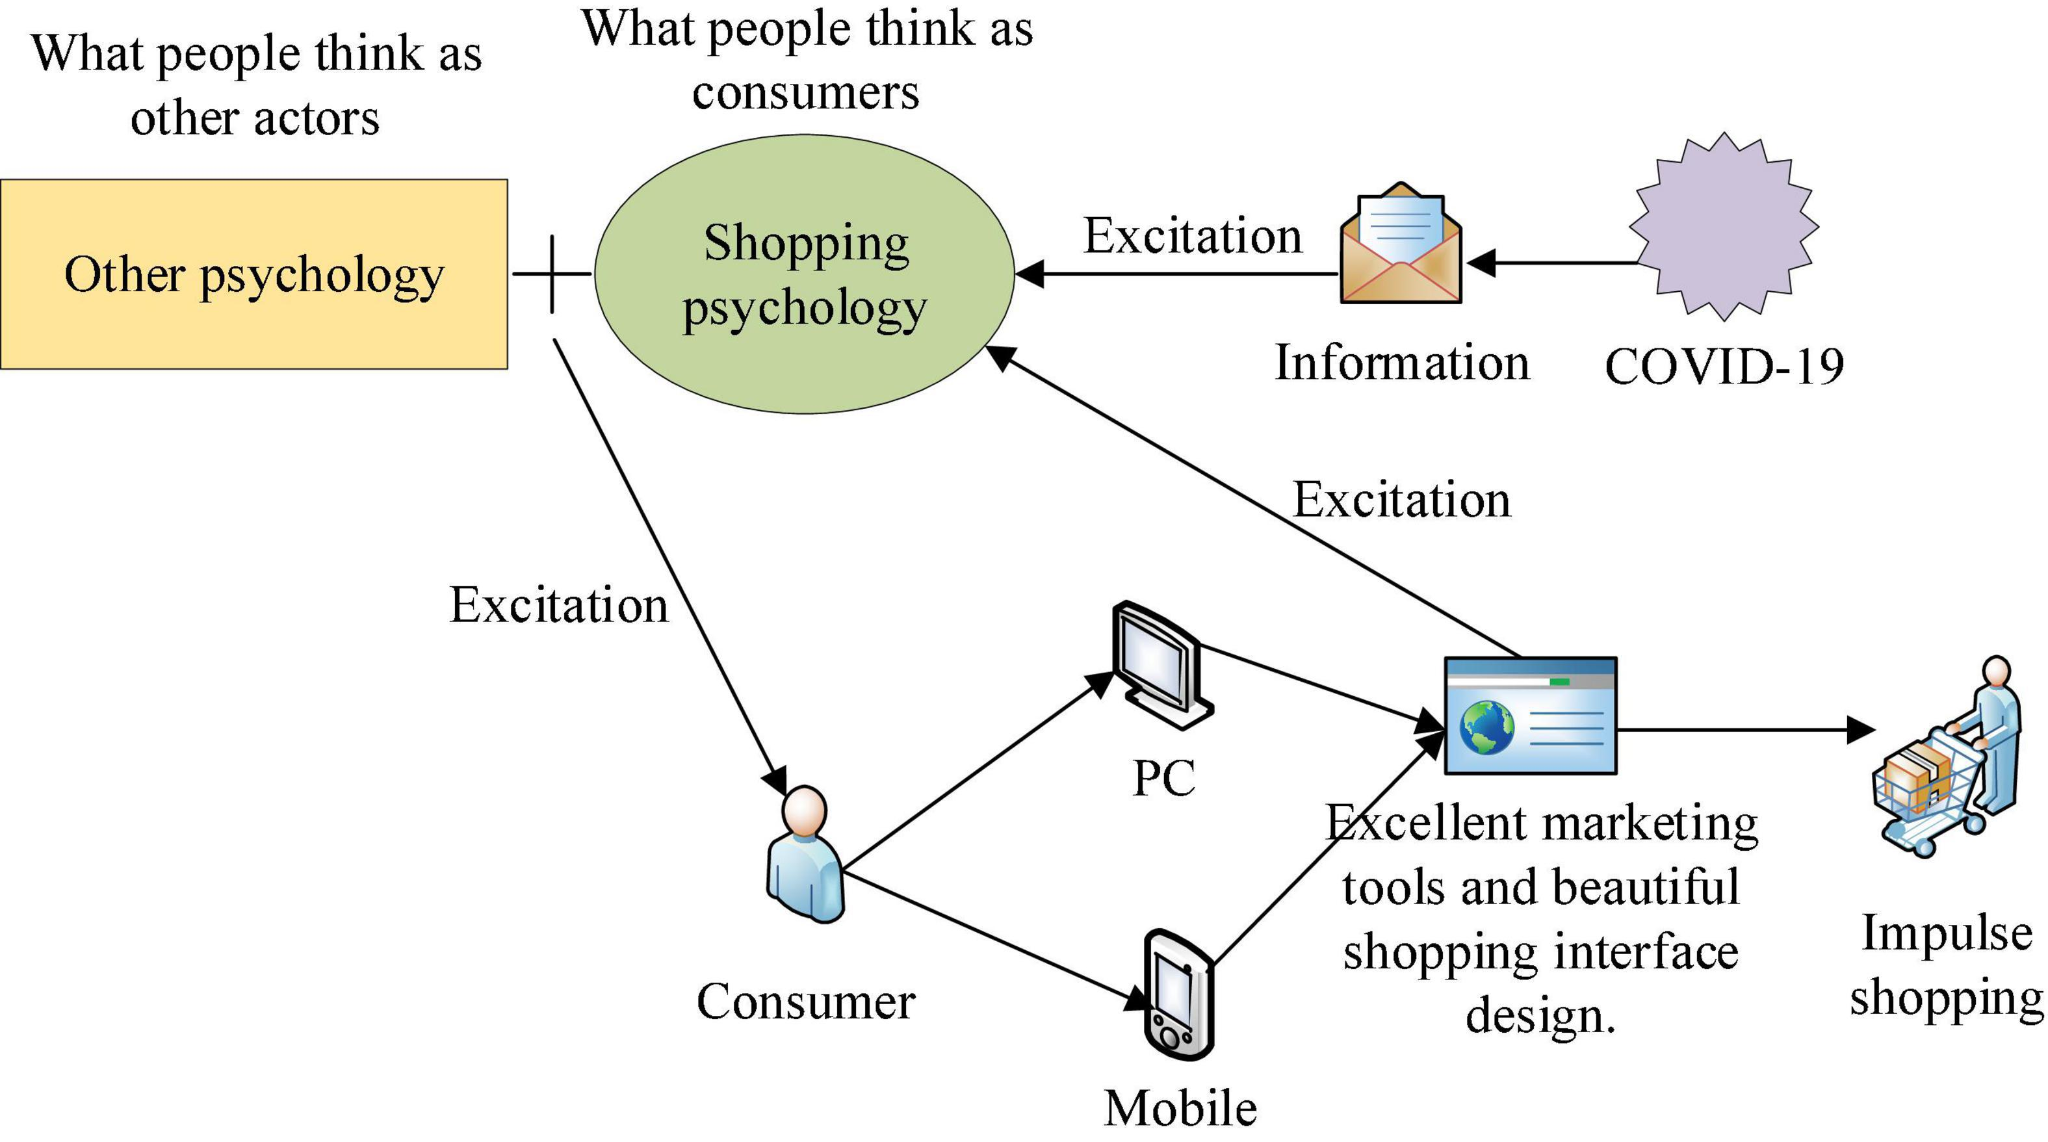 What people think as
other actors
What people think as
consumers
Other psychology
Shopping
psychology
Excitation
Information
COVID-19
Excitation
Excitation
PC
Consumer
Mobile
Excellent marketing
tools and beautiful
shopping interface
design.
Impulse
shopping